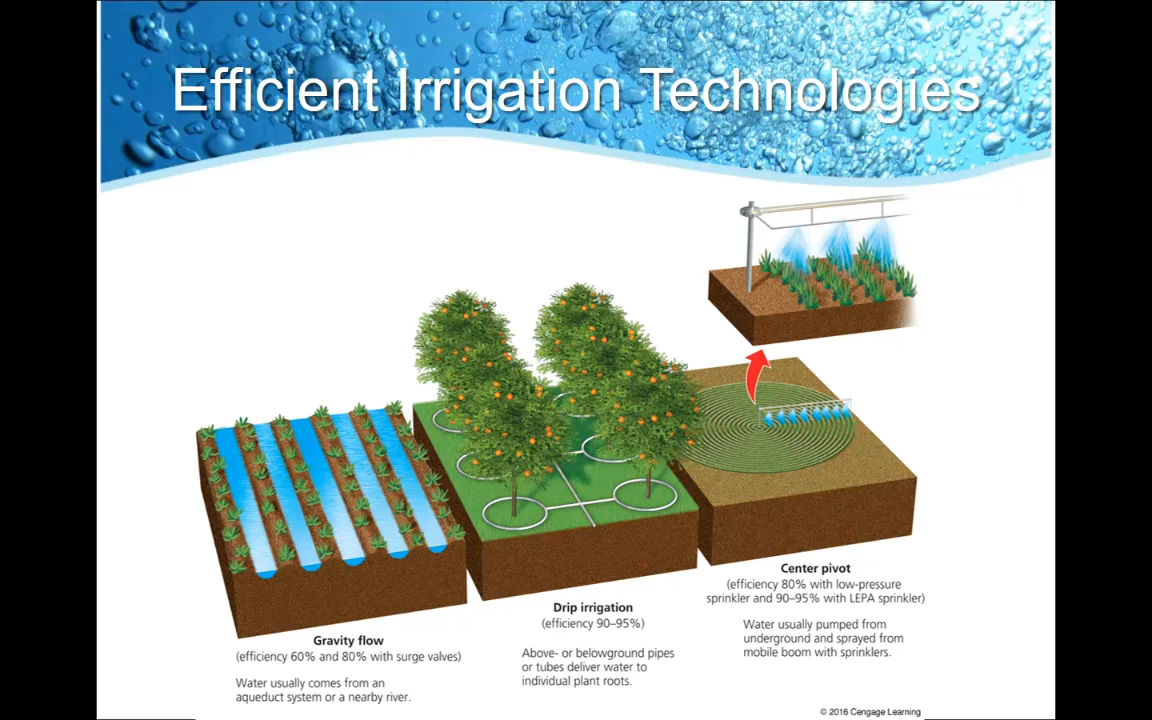 Efficient Irrigation Technologies
Gravity flow
(efficiency 60% and 80% with surge valves)
Water usually comes from an
aqueduct system or a nearby river.
Drip irrigation
(efficiency 90–95%)
Above- or belowground pipes
or tubes deliver water to
individual plant roots.
Center pivot
(efficiency 80% with low-pressure
sprinkler and 90–95% with LEPA sprinkler)
Water usually pumped from
underground and sprayed from
mobile boom with sprinklers.
© 2016 Cengage Learning